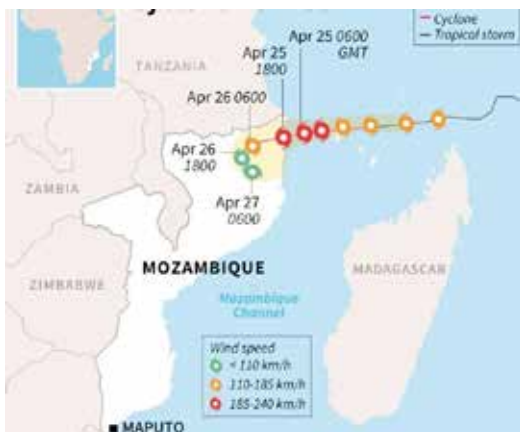 Cyclone
Tropical storm
Apr 25 0600
GMT
Apr 25
1800
TANZANIA
Apr 26 0600
Apr 26
1800
Apr 27
0600
ZAMBIA
MOZAMBIQUE
ZIMBABWE
MADAGASCAR
Mozambique
Channel
Wind speed
< 110 km/h
110-185 km/h
185-240 km/h
MAPUTO